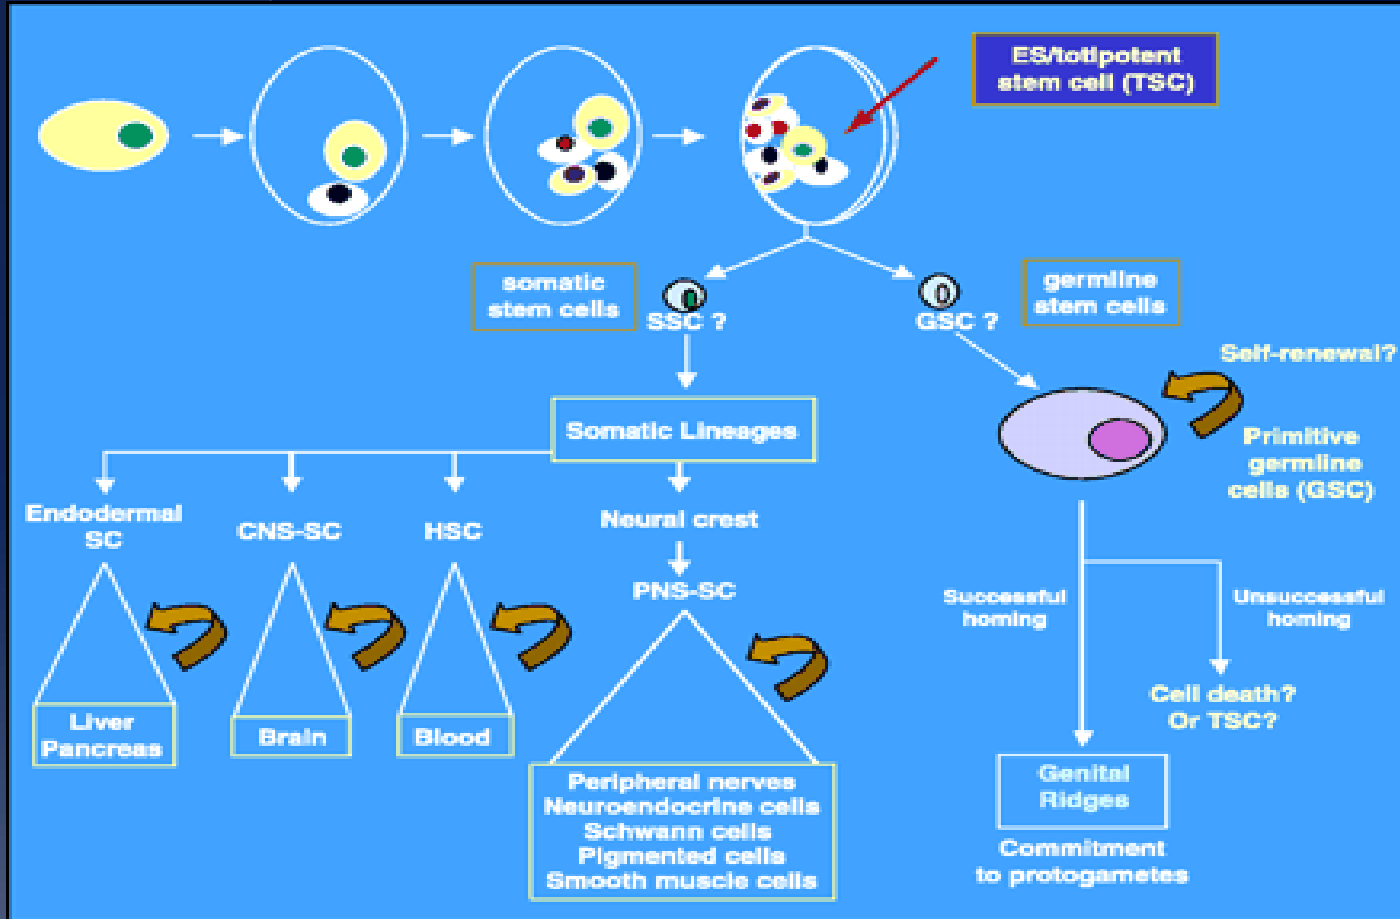 ES/totipotent
stem cell (TSC)
somatic
stem cells
SSC ?
GSC ?
germline
stem cells
Self-renewal?
Primitive
germline
cells (GSC)
Somatic Lineages
Endodermal
SC
CNS-SC
HSC
Neural crest
PNS-SC
Successful
homing
Unsuccessful
homing
Cell death?
Or TSC?
Liver
Pancreas
Brain
Blood
Peripheral nerves
Neuroendocrine cells
Schwann cells
Pigmented cells
Smooth muscle cells
Genital
Ridges
Commitment
to protogametes